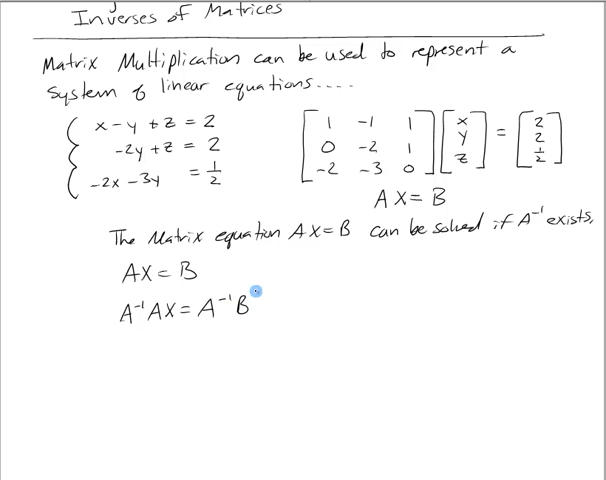 Inverses of Matrices
Matrix Multiplication can be used to represent a
system of linear equations....
x - y + z = 2
-2y + z = 2
-2x - 3y = 1/2
[1 -1 1; 0 -2 1; -2 -3 0] [x; y; z] = [2; 2; 1/2]
AX = B
The Matrix equation AX = B can be solved if A⁻¹ exists,
AX = B
A⁻¹AX = A⁻¹B